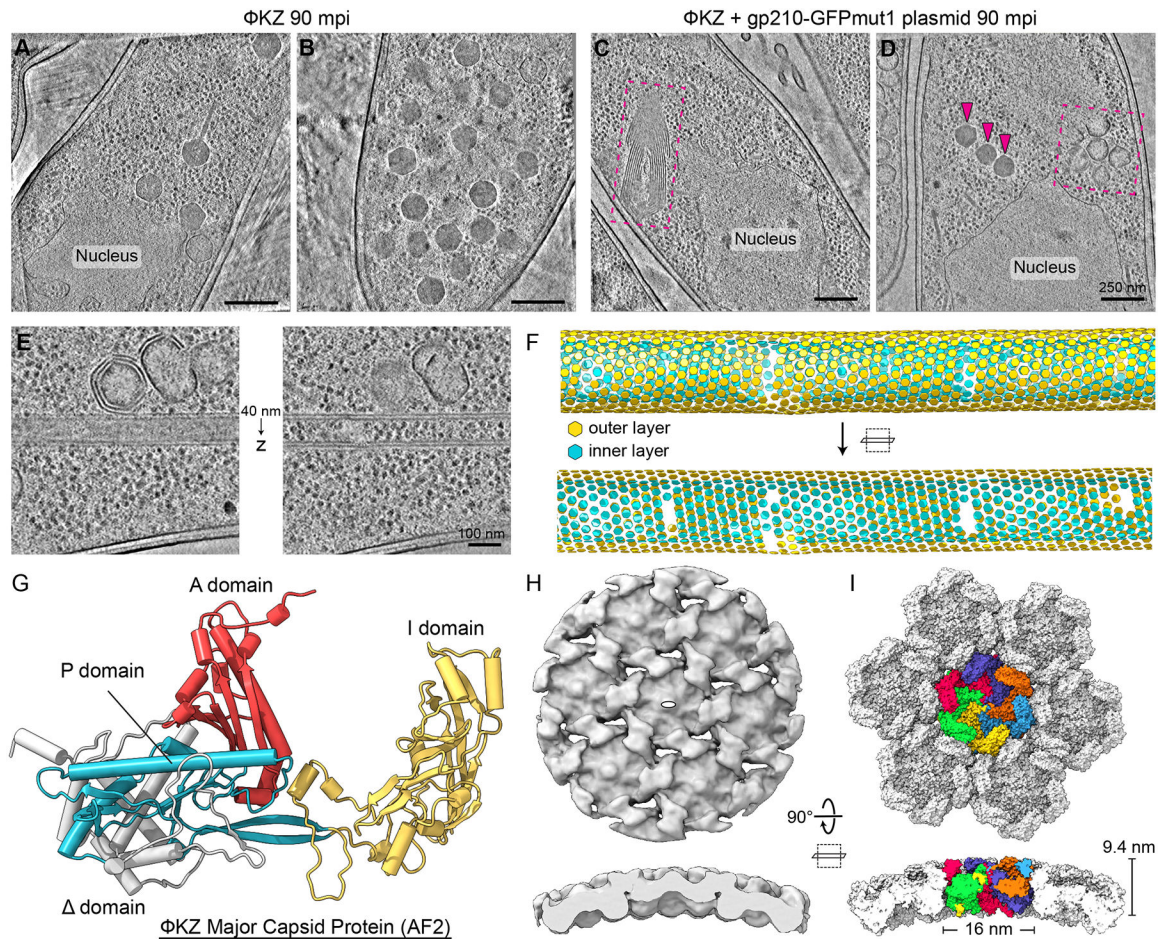 ΦKZ 90 mpi
ΦKZ + gp210-GFPmut1 plasmid 90 mpi
A
B
C
D
Nucleus
Nucleus
Nucleus
250 nm
E
40 nm
z
100 nm
F
outer layer
inner layer
G
A domain
I domain
P domain
Δ domain
ΦKZ Major Capsid Protein (AF2)
H
90°
I
9.4 nm
16 nm